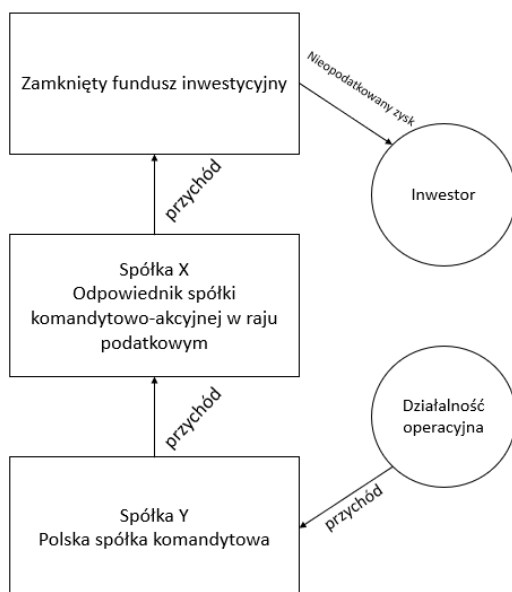 Zamknięty fundusz inwestycyjny
Nieopodatkowany zysk
Inwestor
przychód
Spółka X
Odpowiednik spółki
komandytowo-akcyjnej w raju
podatkowym
przychód
Działalność
operacyjna
przychód
Spółka Y
Polska spółka komandytowa